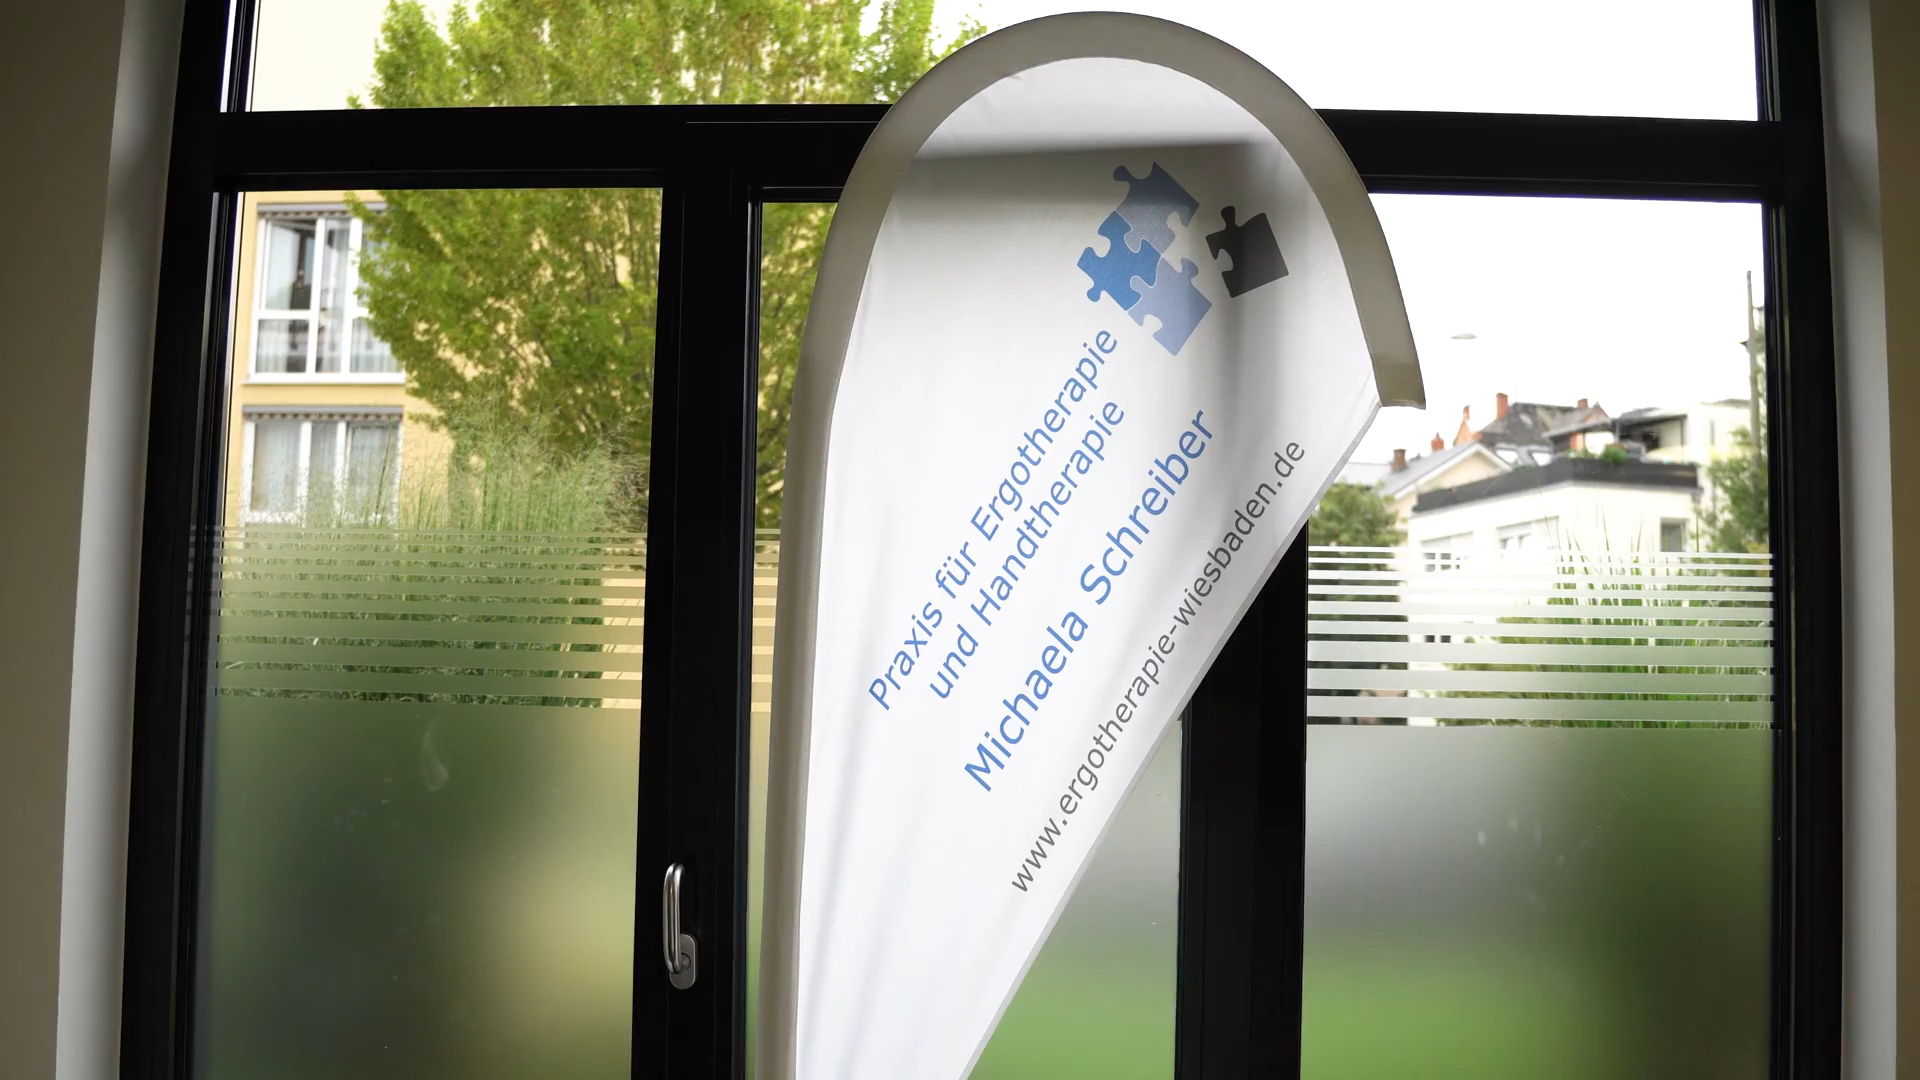 Praxis für Ergotherapie
und Handtherapie
Michaela Schreiber
www.ergotherapie-wiesbaden.de